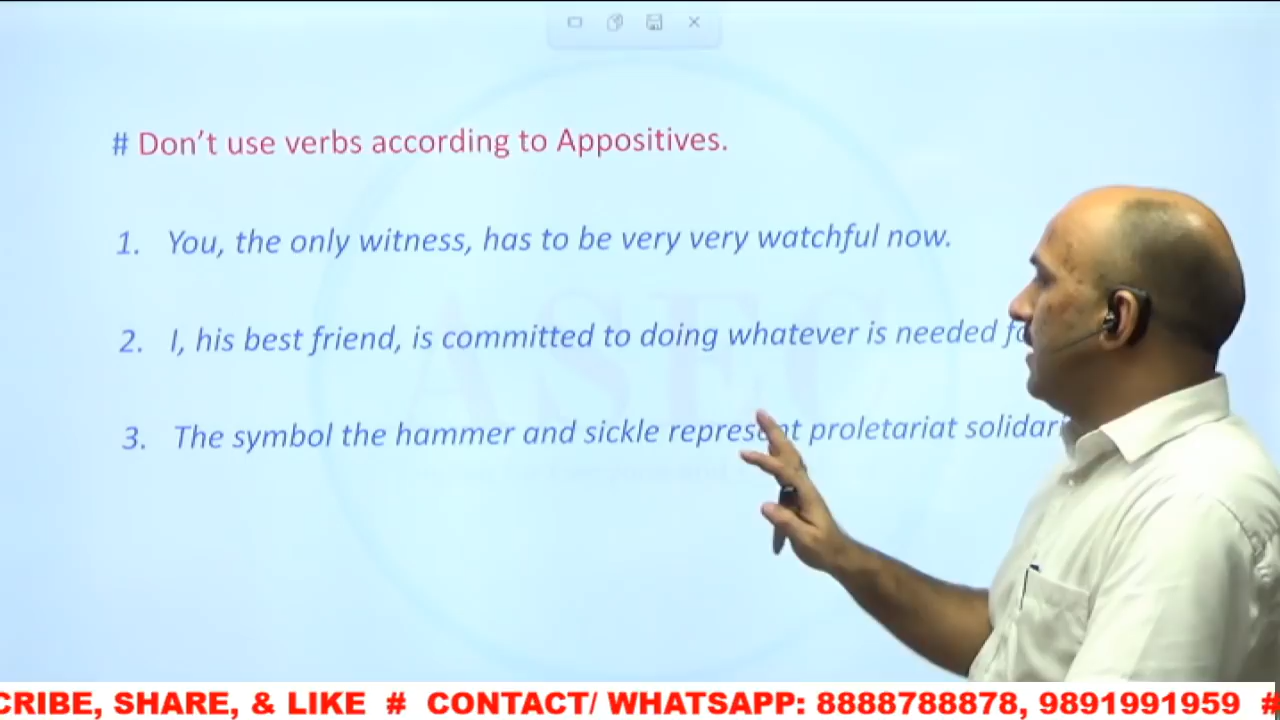 # Don't use verbs according to Appositives.
1. You, the only witness, has to be very very watchful now.
2. I, his best friend, is committed to doing whatever is needed
3. The symbol the hammer and sickle represent proletariat
ASEC
SHARE, & LIKE # CONTACT/ WHATSAPP: 8888788878, 9891991959 #